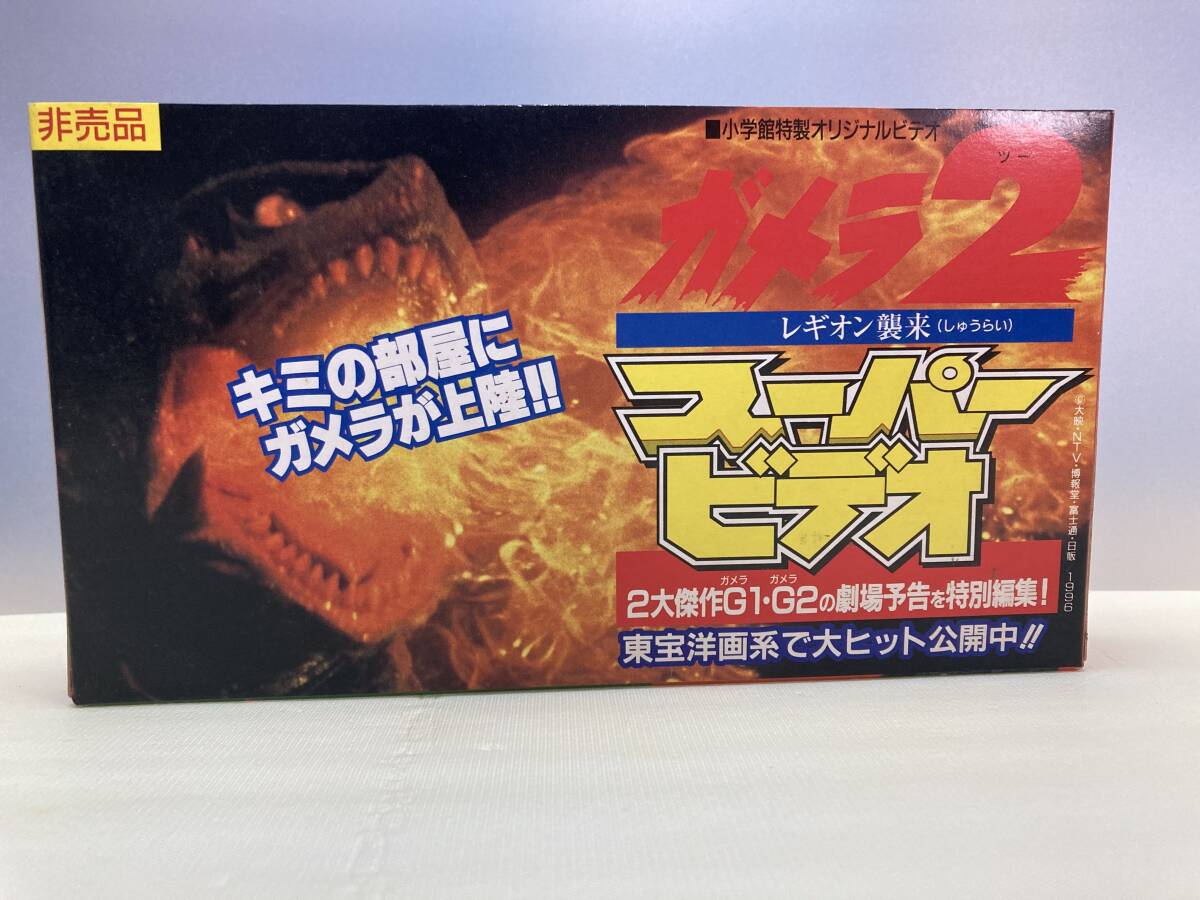 非売品
■小学館特製オリジナルビデオ
ガメラ2
ツー
レギオン襲来(しゅうらい)
キミの部屋に
ガメラが上陸!!
スーパー
ビデオ
ガメラ ガメラ
2大傑作G1・G2の劇場予告を特別編集!
東宝洋画系で大ヒット公開中!!
©大映・NTV・博報堂・富士通・日販 1996